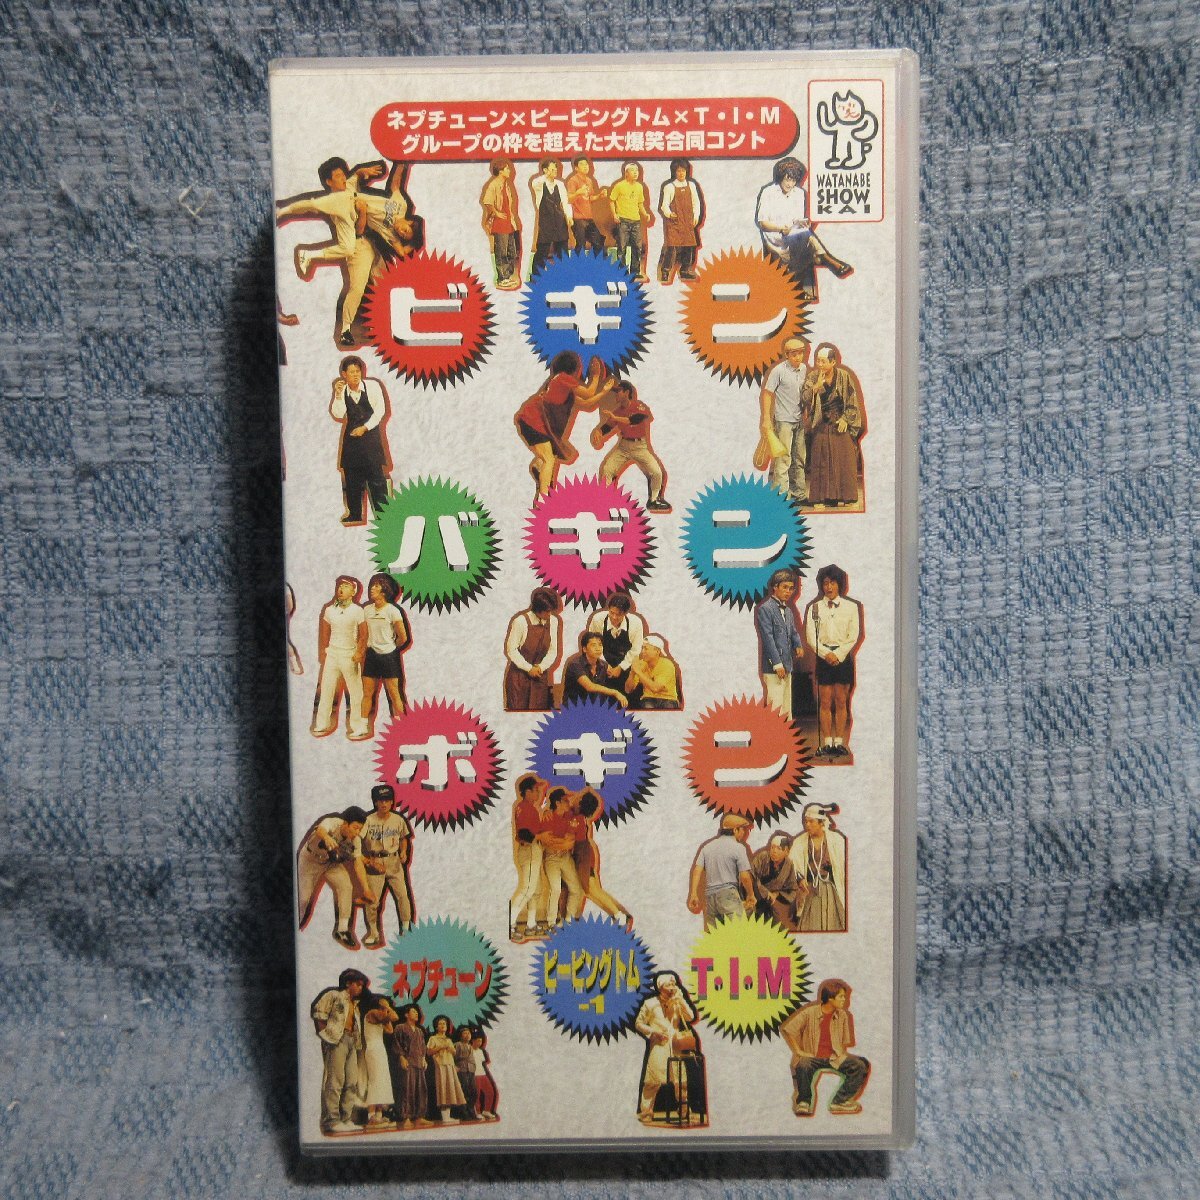 ネプチューン×ピーピングトム×T・I・M
グループの枠を超えた大爆笑合同コント
WATANABE
SHOW
KAI
ビギン
バギン
ボギン
ネプチューン
ピーピングトム
-1
T・I・M